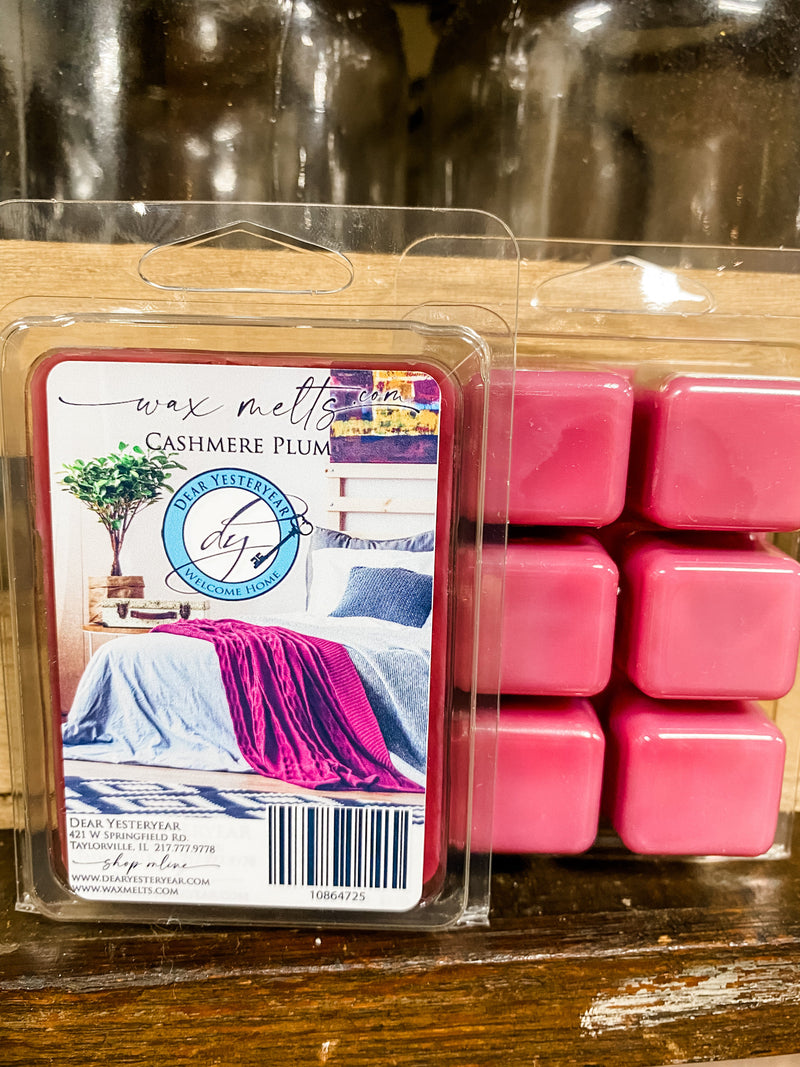 wax melts.com
CASHMERE PLUM
DEAR YESTERYEAR
dy
WELCOME HOME
DEAR YESTERYEAR
421 W SPRINGFIELD RD.
TAYLORVILLE, IL 217.777.9778
shop online
WWW.DEARYESTERYEAR.COM
WWW.WAXMELTS.COM
10864725